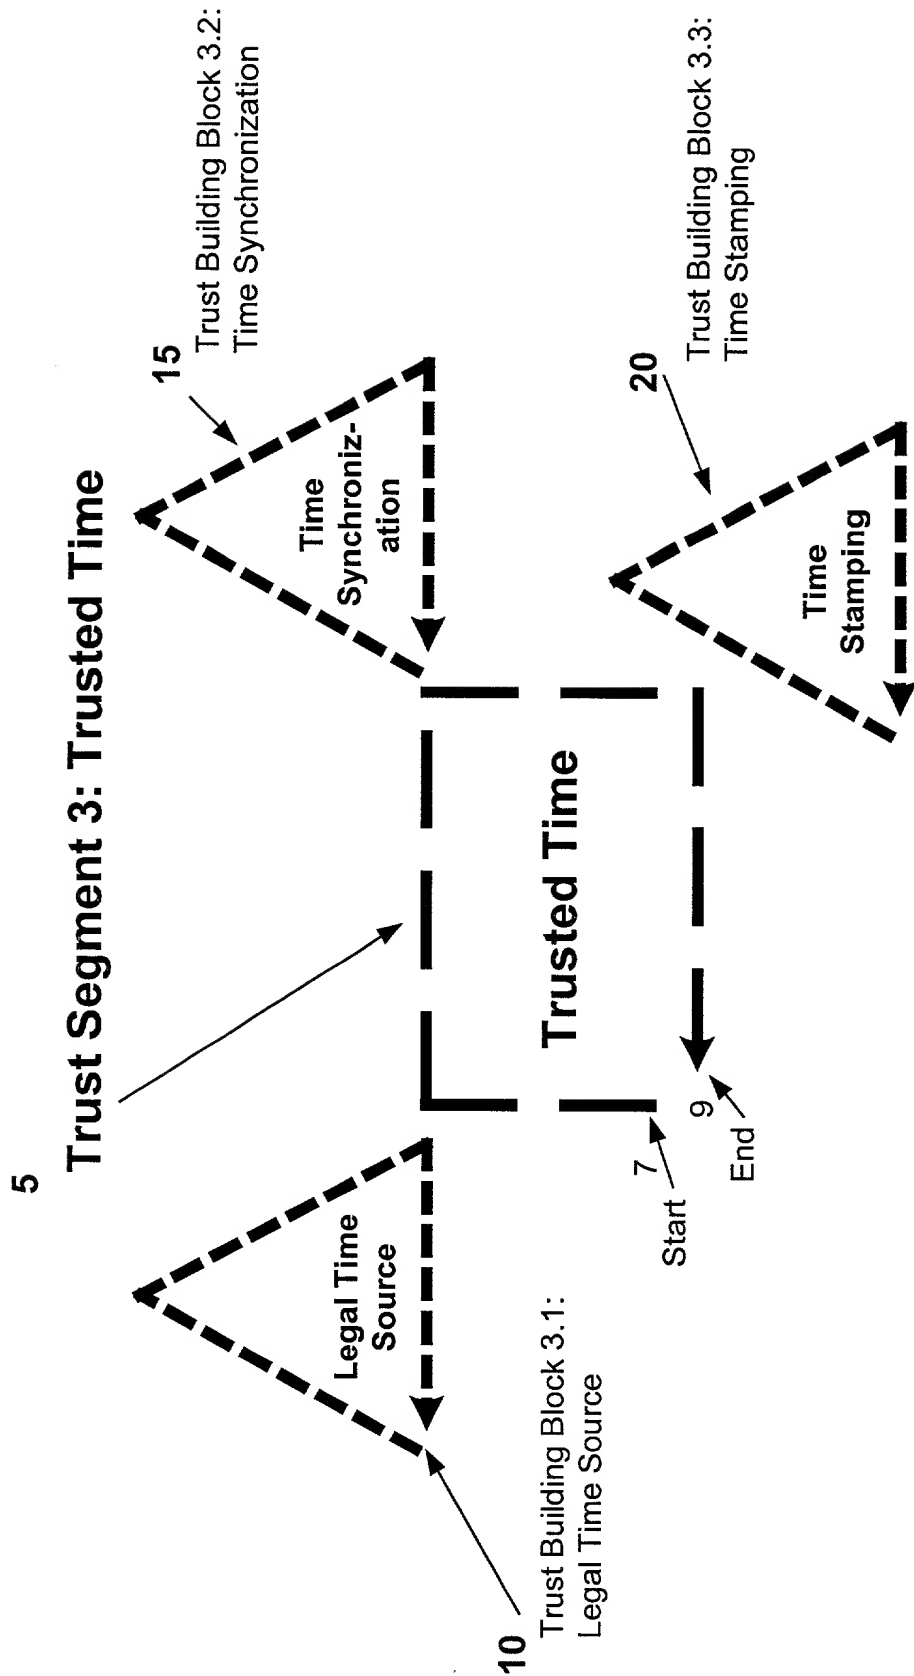 5
Trust Segment 3: Trusted Time
15
Trust Building Block 3.2:
Time Synchronization
Time
Synchroniz-
ation
Legal Time
Source
10
Trust Building Block 3.1:
Legal Time Source
Trusted Time
7
Start
9
End
20
Trust Building Block 3.3:
Time Stamping
Time
Stamping